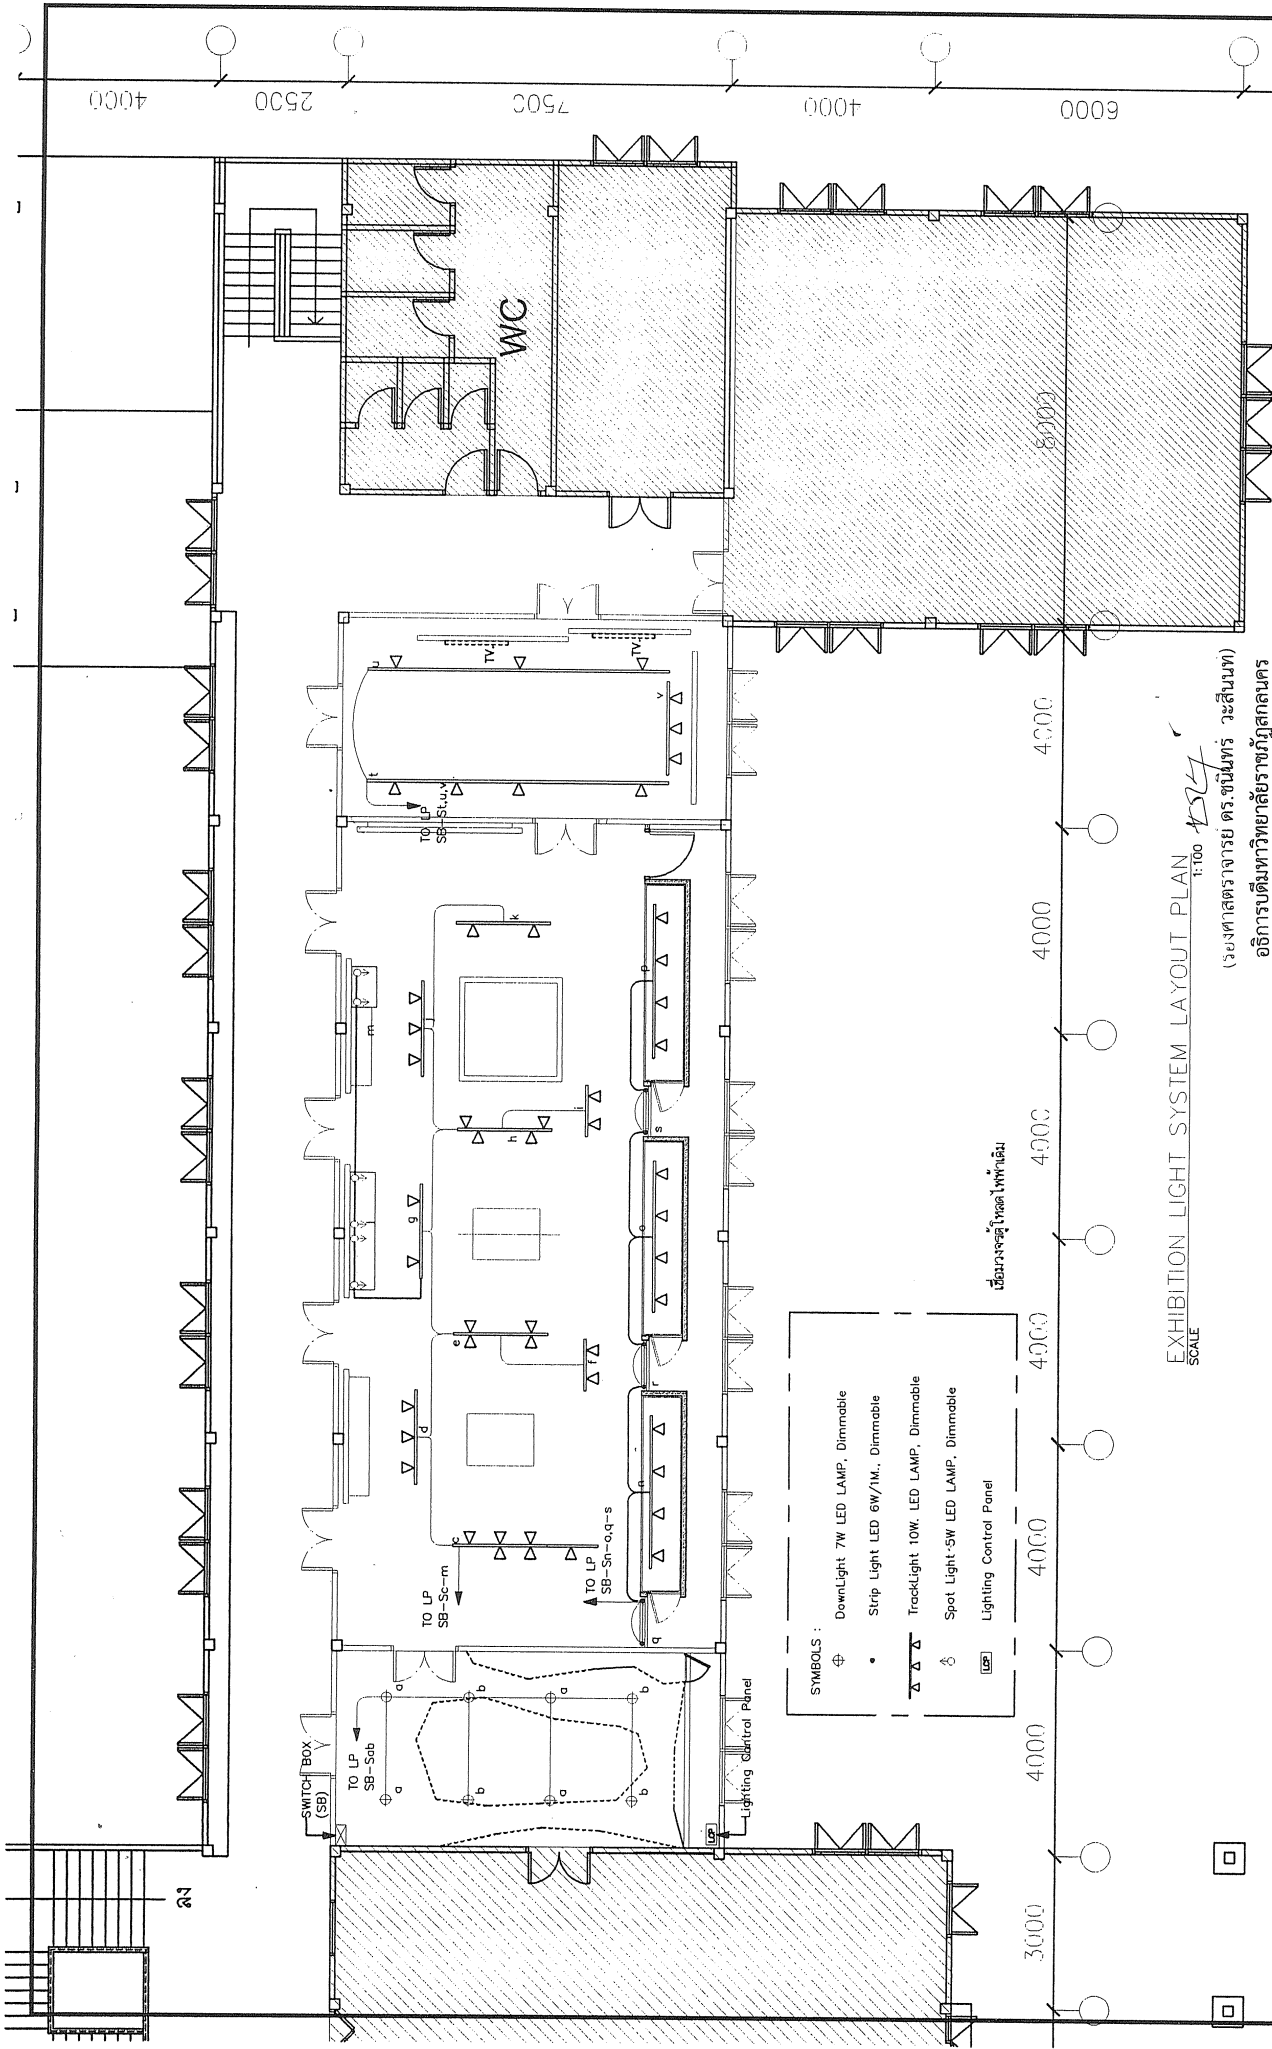 4000
2500
7500
4000
6000
WC
8000
TV.
TV.
u
v
t
TO LP
SB-St,u,v
4000
k
j
m
p
4000
i
h
s
4000
g
o
e
f
r
4000
d
n
c
TO LP
SB-Sc-m
TO LP
SB-Sn-o,q-s
q
4000
SWITCH BOX
(SB)
TO LP
SB-Sab
a
b
a
b
a
b
a
b
LCP
Lighting Control Panel
4000
ลง
3000
SYMBOLS :
DownLight 7W LED LAMP, Dimmable
Strip Light LED 6W/1M., Dimmable
TrackLight 10W. LED LAMP, Dimmable
Spot Light 5W LED LAMP, Dimmable
LCP Lighting Control Panel
เชื่อมวงจรตู้โหลดไฟฟ้าเดิม
EXHIBITION LIGHT SYSTEM LAYOUT PLAN
SCALE 1:100
(รองศาสตราจารย์ ดร.ชนินทร์ วะสีนนท์)
อธิการบดีมหาวิทยาลัยราชภัฏสกลนคร